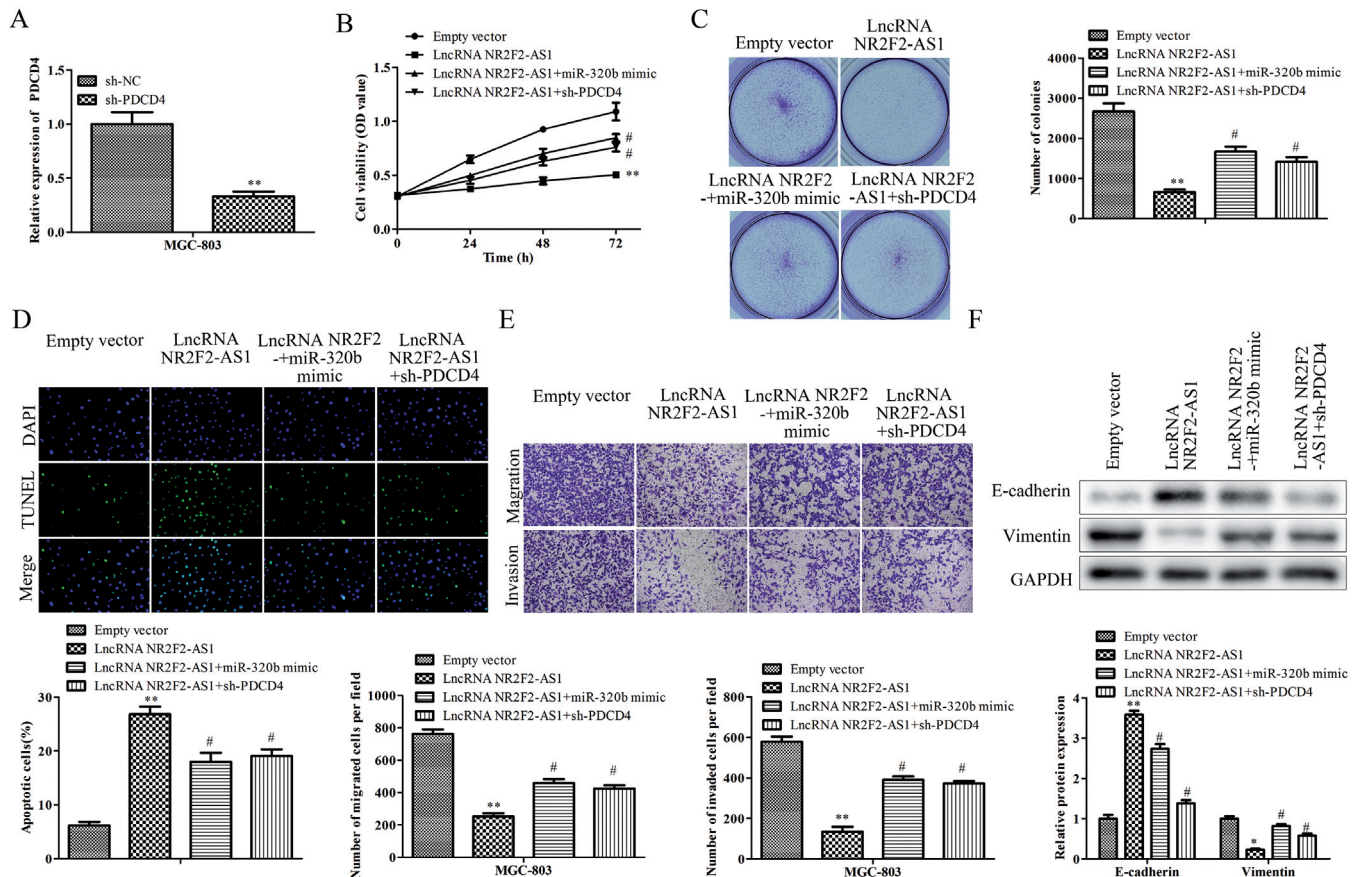 A
Relative expression of PDCD4
1.5
1.0
0.5
0.0
sh-NC
sh-PDCD4
**
MGC-803
B
Empty vector
LncRNA NR2F2-AS1
LncRNA NR2F2-AS1+miR-320b mimic
LncRNA NR2F2-AS1+sh-PDCD4
Cell viability (OD value)
1.5
1.0
0.5
0.0
#
#
**
0
24
48
72
Time (h)
C
Empty vector
LncRNA
NR2F2-AS1
LncRNA NR2F2
-+miR-320b mimic
LncRNA NR2F2
-AS1+sh-PDCD4
Empty vector
LncRNA NR2F2-AS1
LncRNA NR2F2-AS1+miR-320b mimic
LncRNA NR2F2-AS1+sh-PDCD4
Number of colonies
4000
3000
2000
1000
0
**
#
#
D
Empty vector
LncRNA
NR2F2-AS1
LncRNA NR2F2
-+miR-320b
mimic
LncRNA
NR2F2-AS1
+sh-PDCD4
DAPI
TUNEL
Merge
Empty vector
LncRNA NR2F2-AS1
LncRNA NR2F2-AS1+miR-320b mimic
LncRNA NR2F2-AS1+sh-PDCD4
Apoptotic cells(%)
30
20
10
0
**
#
#
E
Empty vector
LncRNA
NR2F2-AS1
LncRNA NR2F2
-+miR-320b
mimic
LncRNA
NR2F2-AS1
+sh-PDCD4
Magration
Invasion
Empty vector
LncRNA NR2F2-AS1
LncRNA NR2F2-AS1+miR-320b mimic
LncRNA NR2F2-AS1+sh-PDCD4
Number of migrated cells per field
800
600
400
200
0
**
#
#
MGC-803
Empty vector
LncRNA NR2F2-AS1
LncRNA NR2F2-AS1+miR-320b mimic
LncRNA NR2F2-AS1+sh-PDCD4
Number of invaded cells per field
800
600
400
200
0
**
#
#
MGC-803
F
Empty vector
LncRNA
NR2F2-AS1
LncRNA NR2F2
-+miR-320b mimic
LncRNA NR2F2
-AS1+sh-PDCD4
E-cadherin
Vimentin
GAPDH
Empty vector
LncRNA NR2F2-AS1
LncRNA NR2F2-AS1+miR-320b mimic
LncRNA NR2F2-AS1+sh-PDCD4
Relative protein expression
4
3
2
1
0
**
#
#
*
#
#
E-cadherin
Vimentin